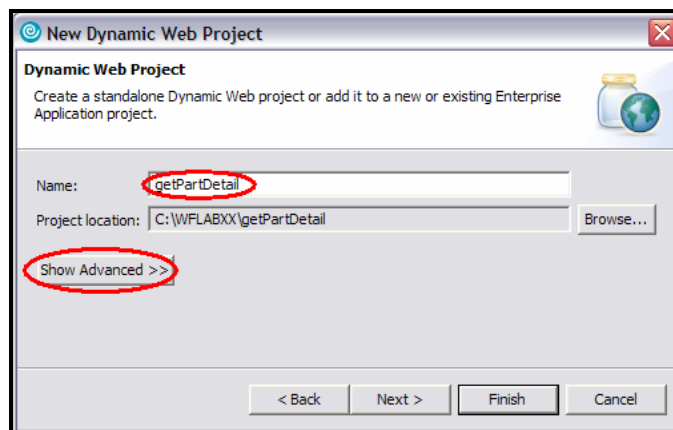 New Dynamic Web Project
Dynamic Web Project
Create a standalone Dynamic Web project or add it to a new or existing Enterprise
Application project.
Name: getPartDetail
Project location: C:\WFLABXX\getPartDetail Browse...
Show Advanced >>
< Back Next > Finish Cancel